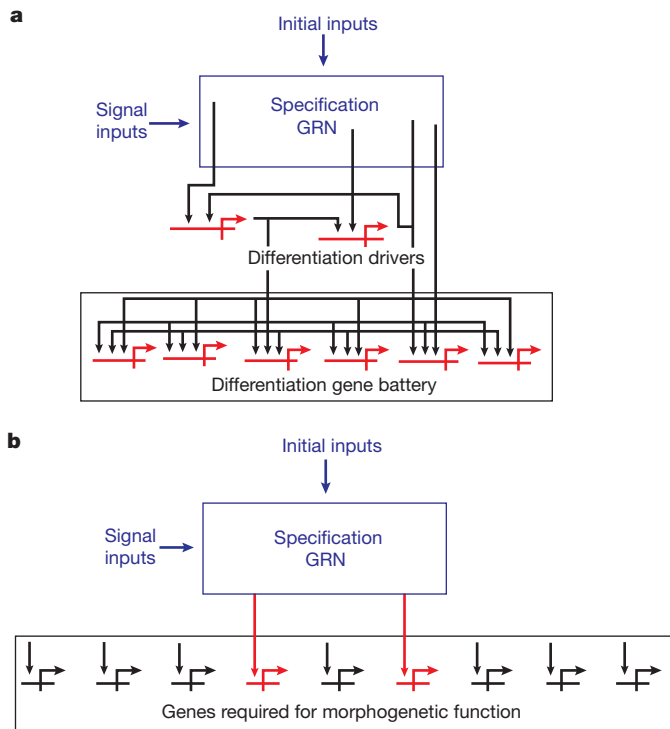 a
Initial inputs
Signal
inputs
Specification
GRN
Differentiation drivers
Differentiation gene battery
b
Initial inputs
Signal
inputs
Specification
GRN
Genes required for morphogenetic function